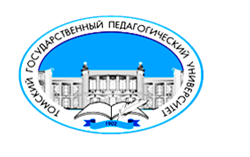 ТОМСКИЙ ГОСУДАРСТВЕННЫЙ ПЕДАГОГИЧЕСКИЙ УНИВЕРСИТЕТ
1902